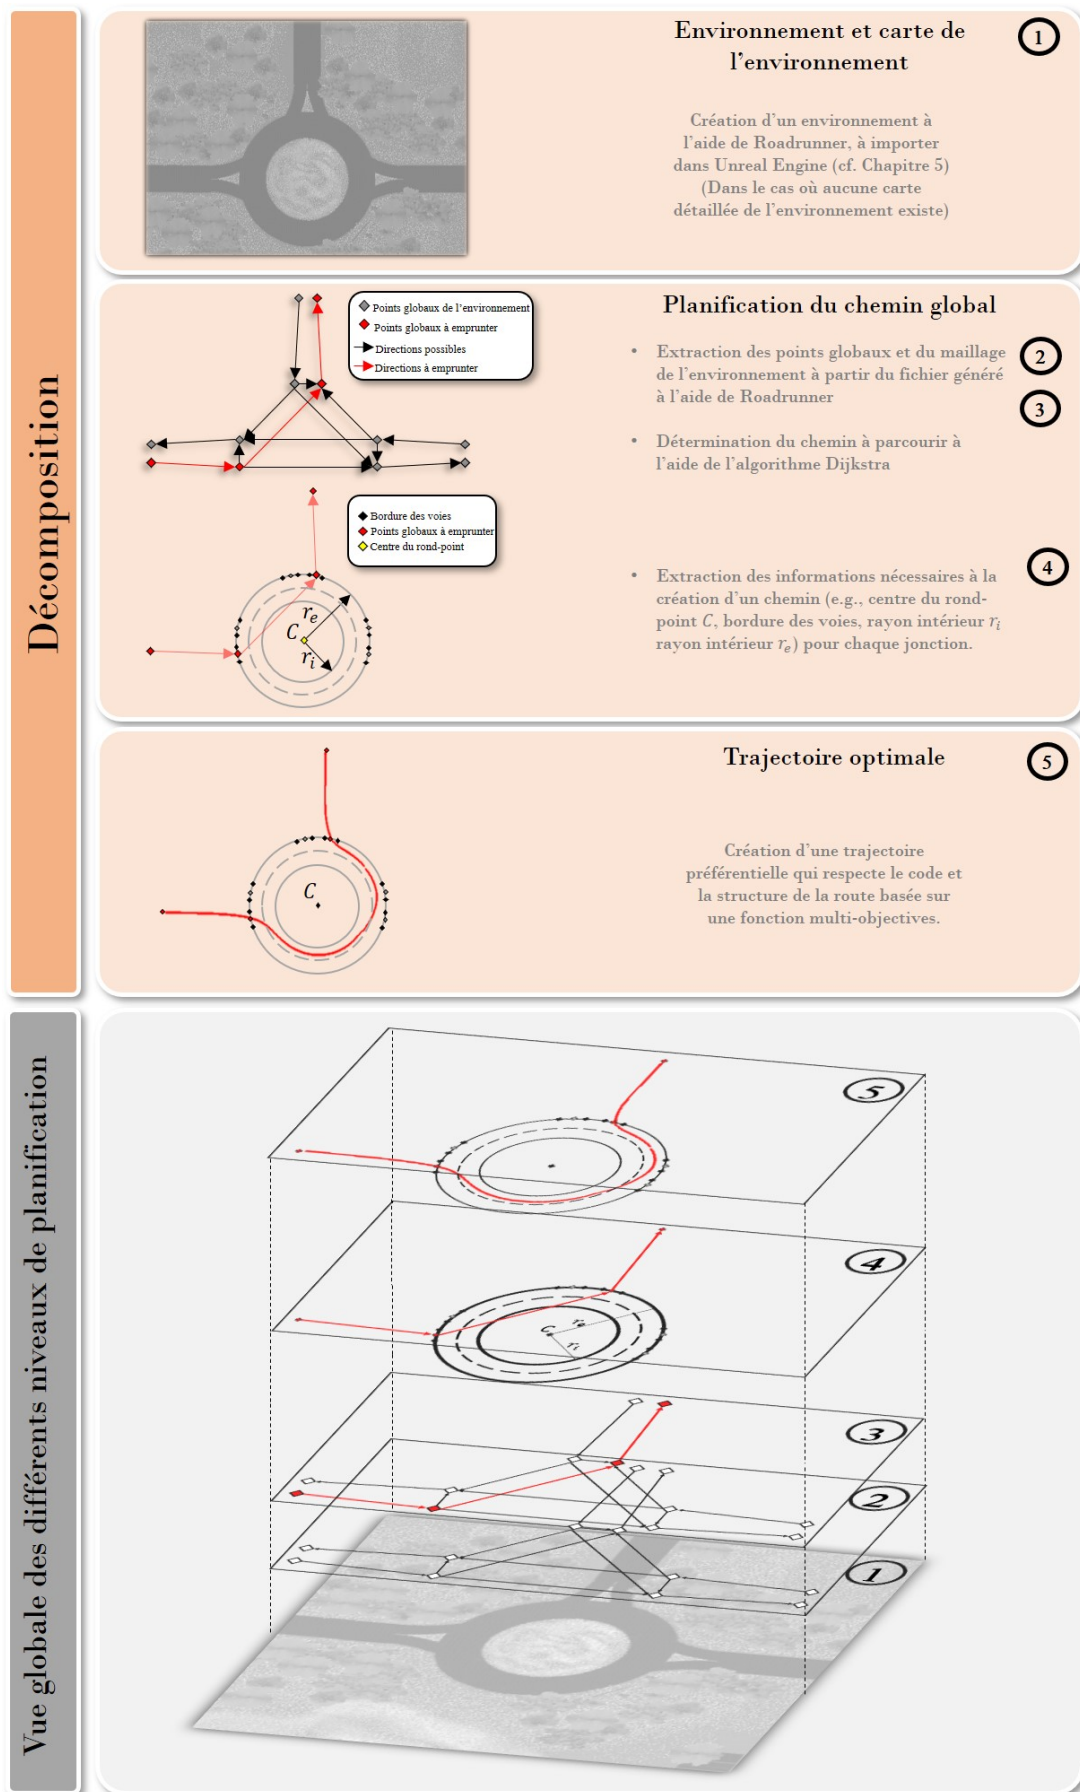 Décomposition
Environnement et carte de
l'environnement
1
Création d'un environnement à
l'aide de Roadrunner, à importer
dans Unreal Engine (cf. Chapitre 5)
(Dans le cas où aucune carte
détaillée de l'environnement existe)
Points globaux de l'environnement
Points globaux à emprunter
Directions possibles
Directions à emprunter
Planification du chemin global
• Extraction des points globaux et du maillage
de l'environnement à partir du fichier généré
à l'aide de Roadrunner
2
3
• Détermination du chemin à parcourir à
l'aide de l'algorithme Dijkstra
Bordure des voies
Points globaux à emprunter
Centre du rond-point
C
r_e
r_i
• Extraction des informations nécessaires à la
création d'un chemin (e.g., centre du rond-
point C, bordure des voies, rayon intérieur r_i
rayon intérieur r_e) pour chaque jonction.
4
Trajectoire optimale
5
C
Création d'une trajectoire
préférentielle qui respecte le code et
la structure de la route basée sur
une fonction multi-objectives.
Vue globale des différents niveaux de planification
5
4
C
r_e
r_i
3
2
1